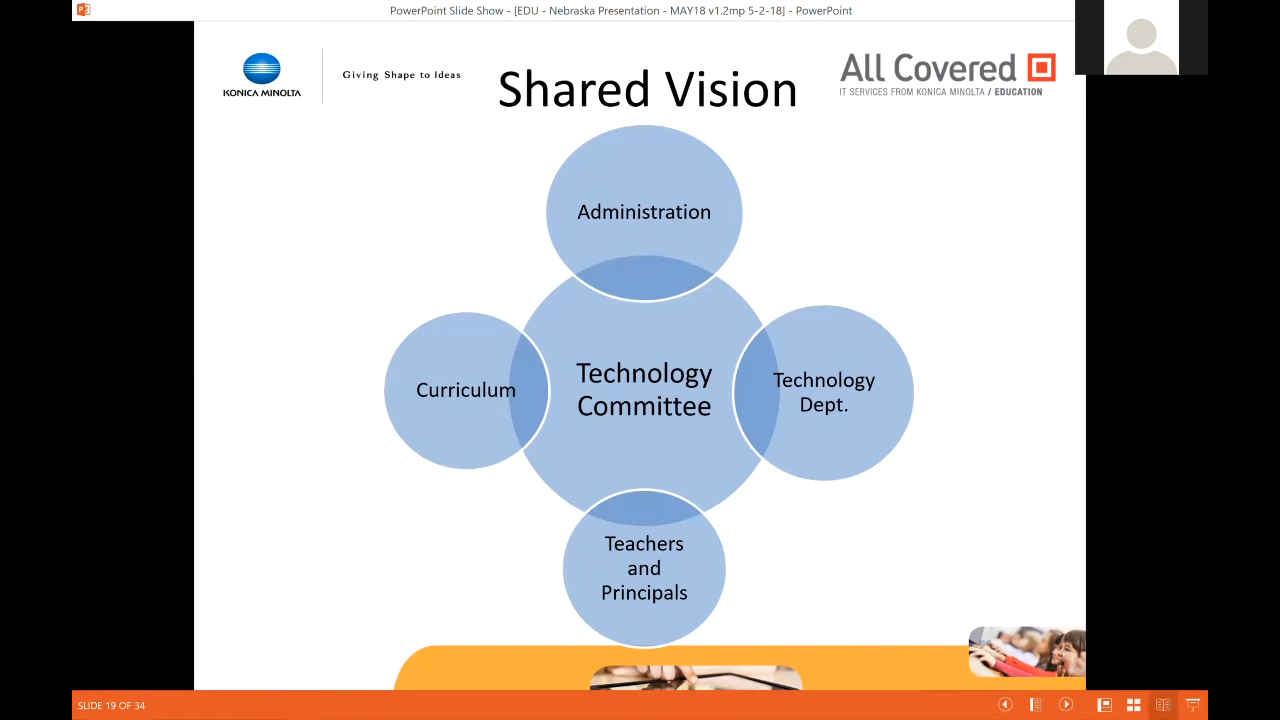 PowerPoint Slide Show - [EDU - Nebraska Presentation - MAY18 v1.2mp 5-2-18] - PowerPoint
KONICA MINOLTA
Giving Shape to Ideas
Shared Vision
All Covered
IT SERVICES FROM KONICA MINOLTA / EDUCATION
Administration
Curriculum
Technology
Committee
Technology
Dept.
Teachers
and
Principals
SLIDE 19 OF 34